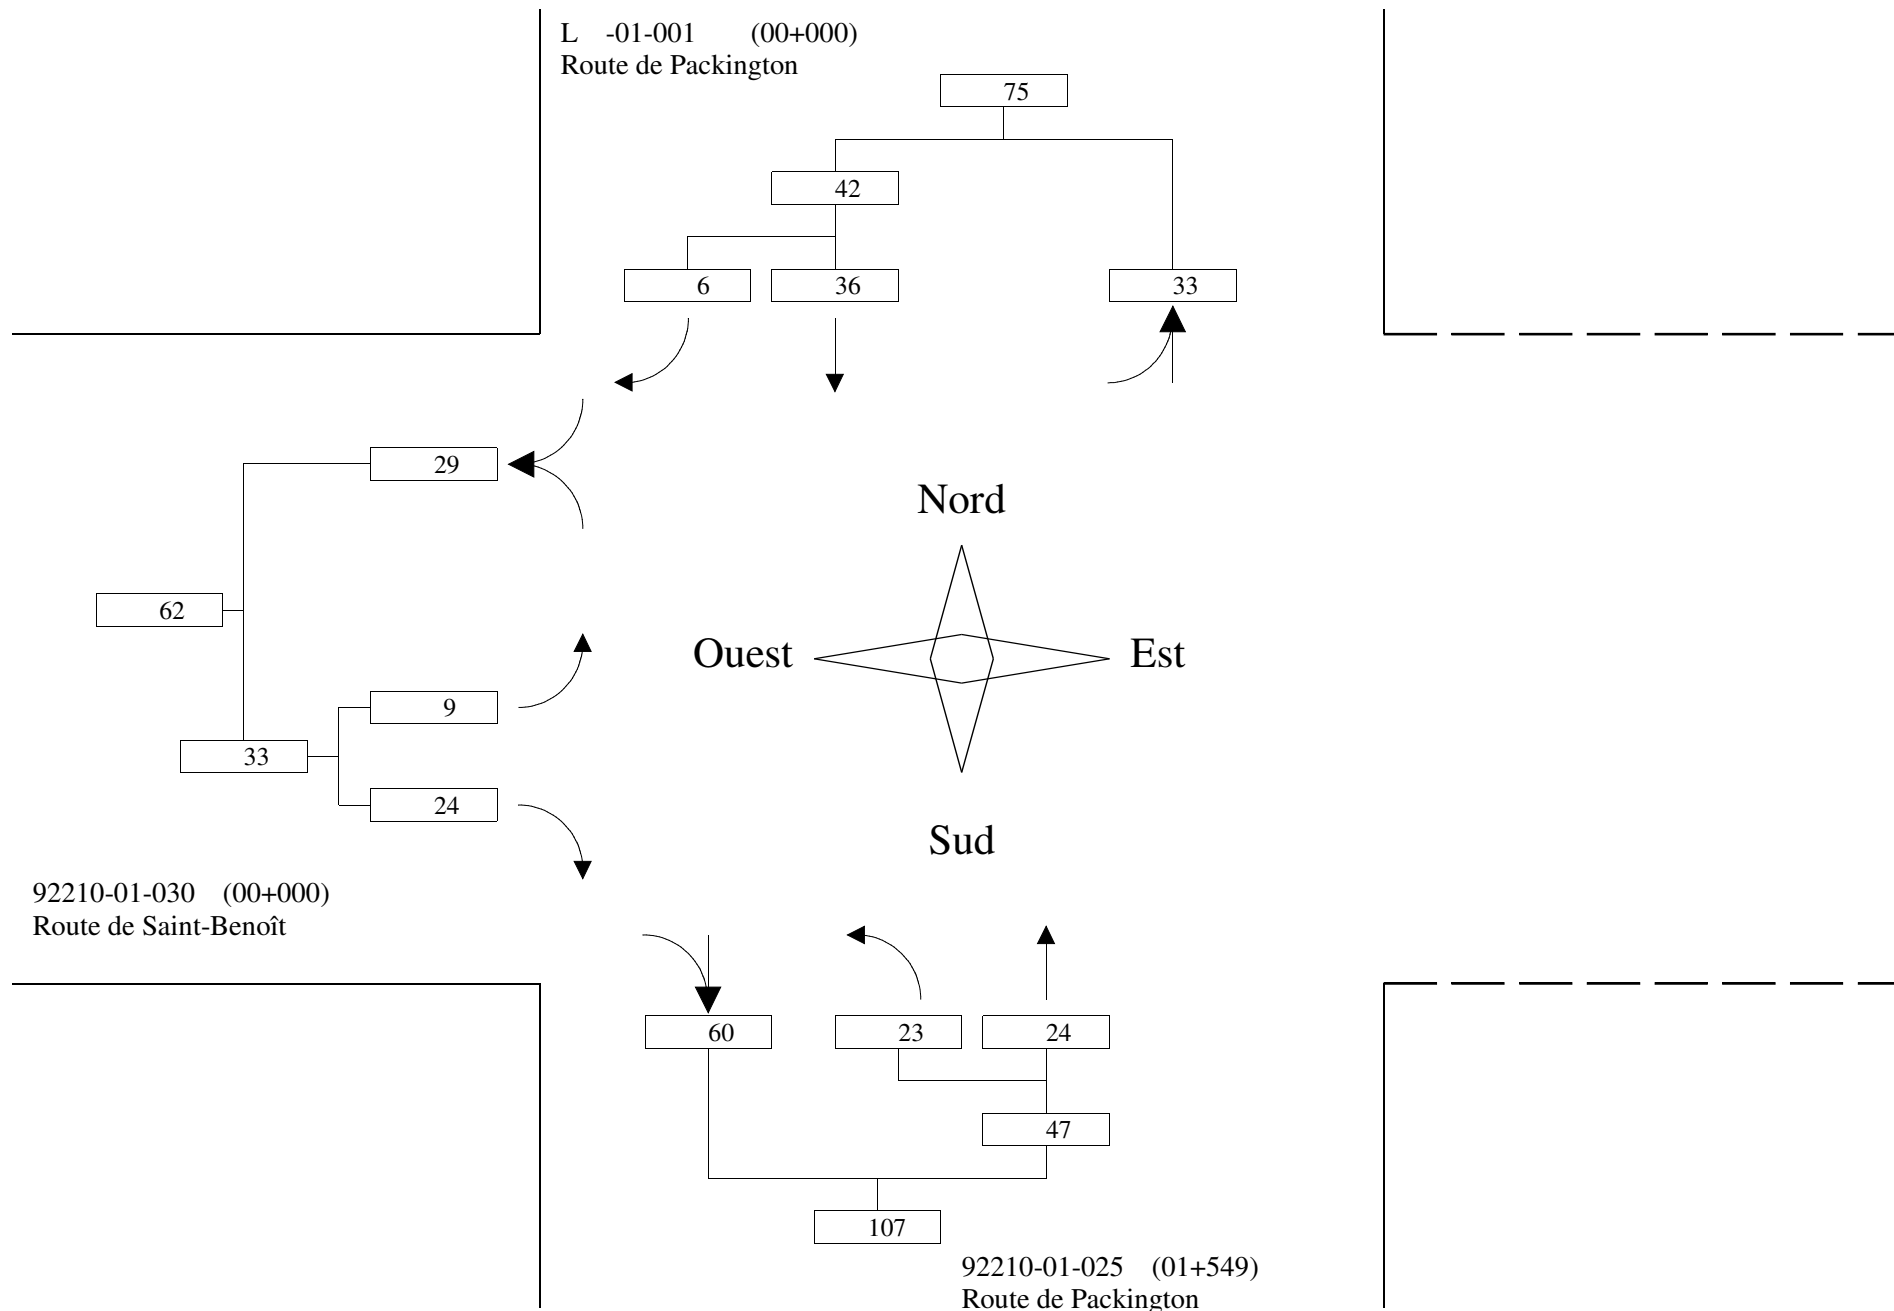 L -01-001 (00+000)
Route de Packington
75
42
6 36 33
29
Nord
62
Ouest Est
9
33
24
Sud
92210-01-030 (00+000)
Route de Saint-Benoît
60 23 24
47
107
92210-01-025 (01+549)
Route de Packington